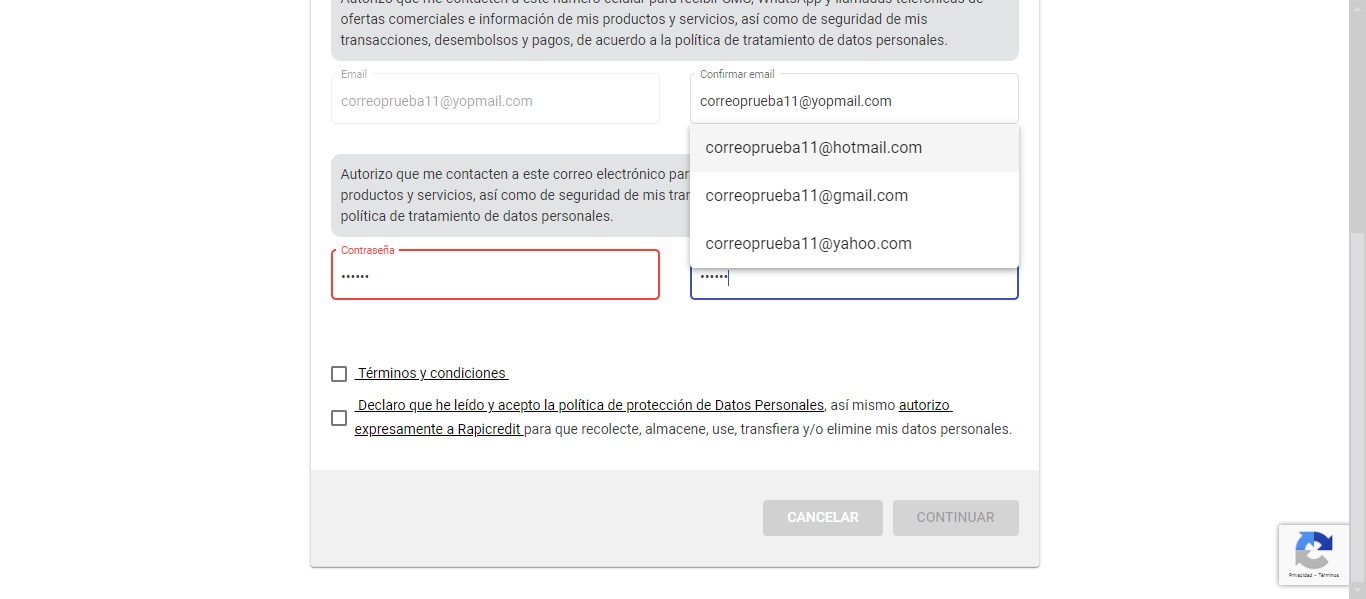 Autorizo que me contacten a este número celular para recibir SMS, WhatsApp y llamadas telefónicas de
ofertas comerciales e información de mis productos y servicios, así como de seguridad de mis
transacciones, desembolsos y pagos, de acuerdo a la política de tratamiento de datos personales.
Email
correoprueba11@yopmail.com
Confirmar email
correoprueba11@yopmail.com
correoprueba11@hotmail.com
correoprueba11@gmail.com
correoprueba11@yahoo.com
Autorizo que me contacten a este correo electrónico par
productos y servicios, así como de seguridad de mis tran
política de tratamiento de datos personales.
Contraseña
••••••
••••••
Términos y condiciones
Declaro que he leído y acepto la política de protección de Datos Personales, así mismo autorizo
expresamente a Rapicredit para que recolecte, almacene, use, transfiera y/o elimine mis datos personales.
CANCELAR
CONTINUAR
Privacidad - Términos